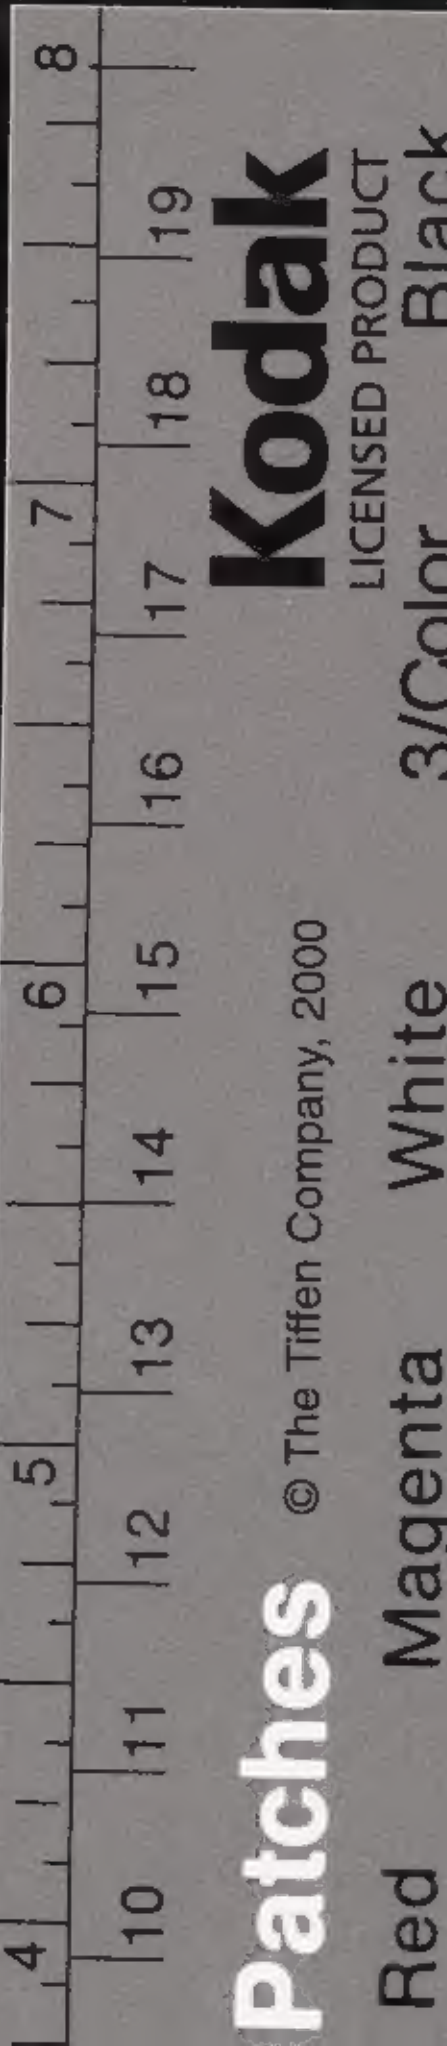 4 5 6 7 8
10 11 12 13 14 15 16 17 18 19
Patches © The Tiffen Company, 2000 Kodak
LICENSED PRODUCT
Red Magenta White 3/Color Black